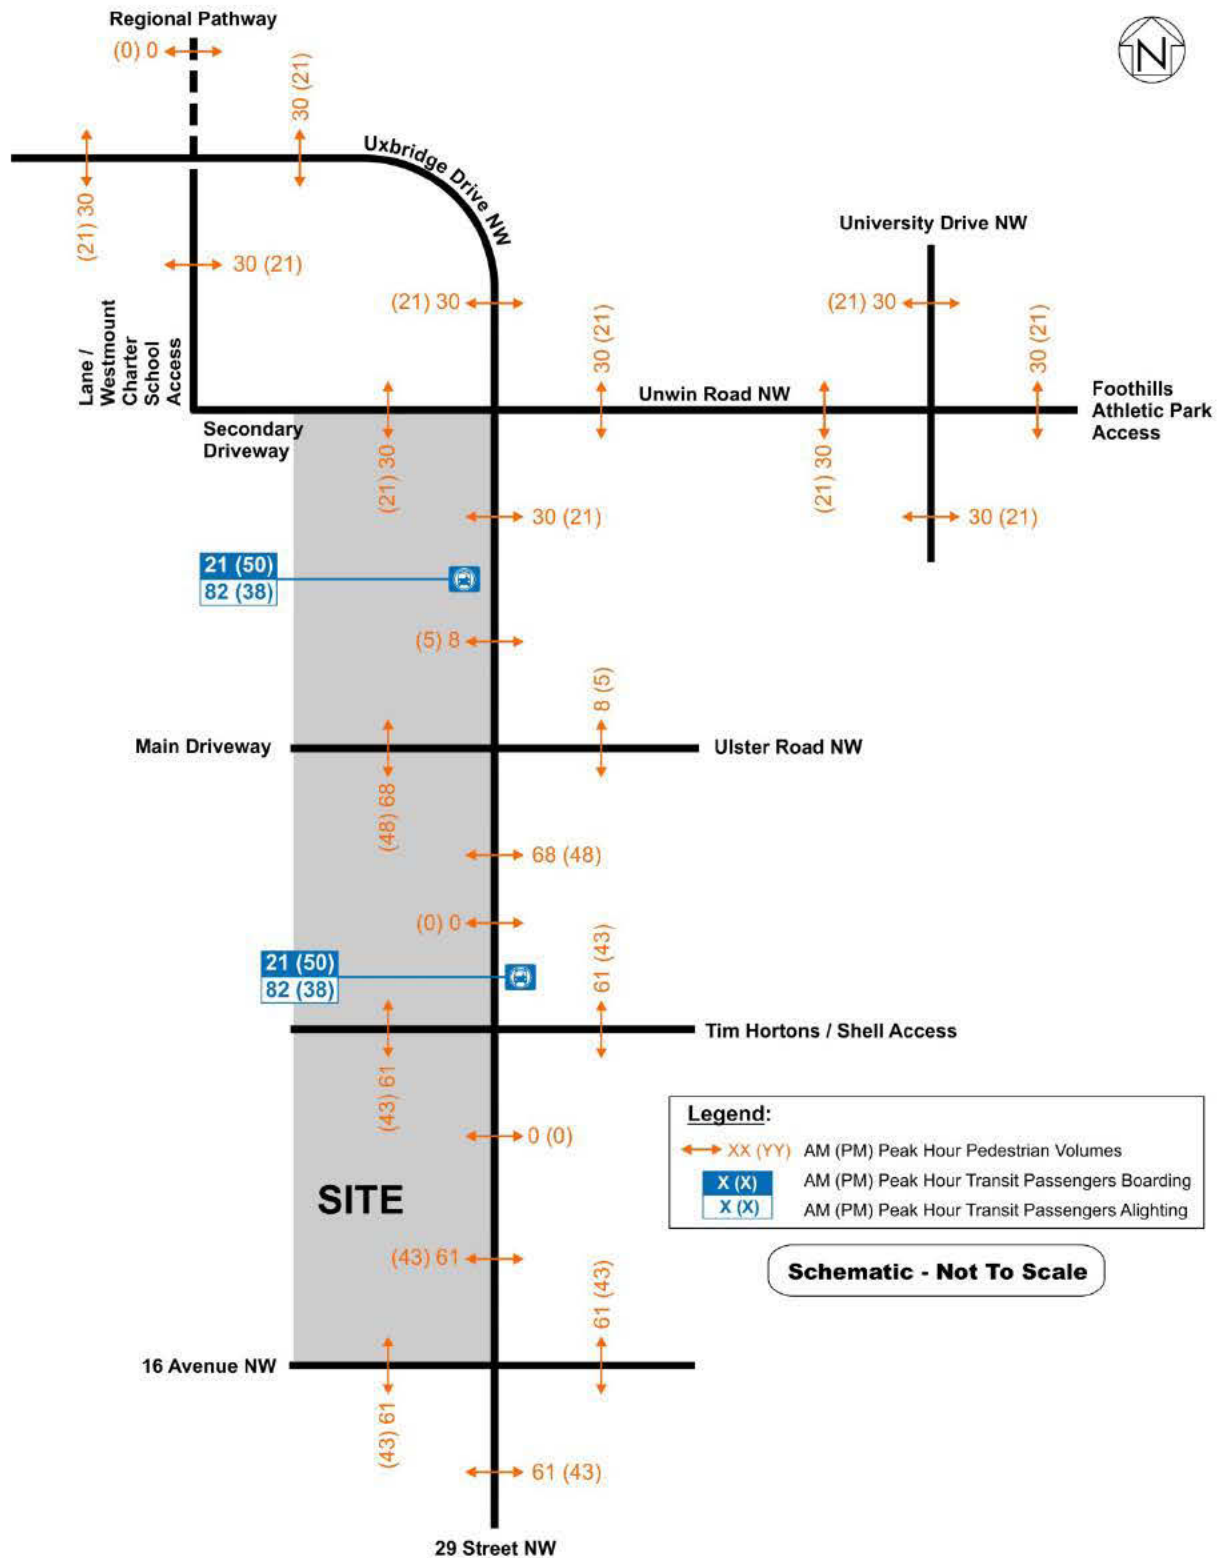 Regional Pathway
(0) 0
30 (21)
N
Uxbridge Drive NW
(21) 30
30 (21)
University Drive NW
(21) 30
(21) 30
30 (21)
30 (21)
Lane /
Westmount
Charter
School
Access
Unwin Road NW
Foothills
Athletic Park
Access
Secondary
Driveway
(21) 30
(21) 30
30 (21)
30 (21)
21 (50)
82 (38)
(5) 8
8 (5)
Main Driveway
Ulster Road NW
(48) 68
68 (48)
(0) 0
21 (50)
82 (38)
61 (43)
Tim Hortons / Shell Access
(43) 61
0 (0)
Legend:
XX (YY) AM (PM) Peak Hour Pedestrian Volumes
X (X) AM (PM) Peak Hour Transit Passengers Boarding
X (X) AM (PM) Peak Hour Transit Passengers Alighting
SITE
(43) 61
61 (43)
Schematic - Not To Scale
16 Avenue NW
(43) 61
61 (43)
29 Street NW